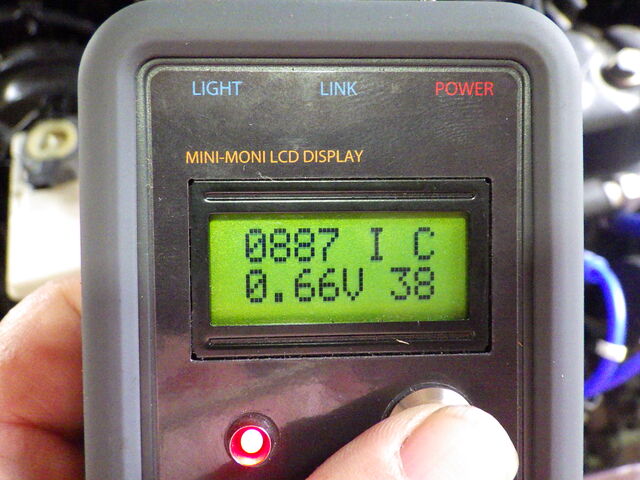 LIGHT LINK POWER
MINI-MONI LCD DISPLAY
0887 I C
0.66V 38